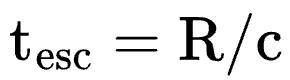 t_esc = R/c